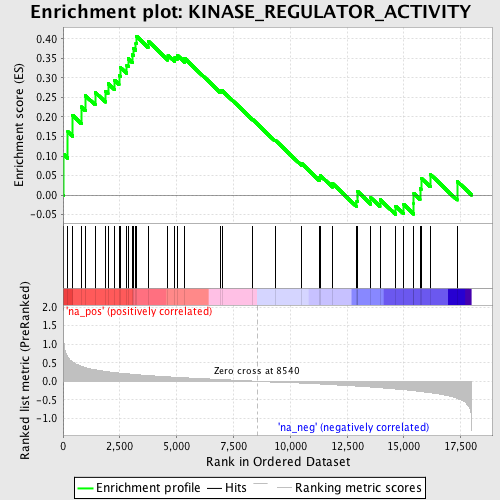 Enrichment plot: KINASE_REGULATOR_ACTIVITY
Enrichment score (ES)
0.40
0.35
0.30
0.25
0.20
0.15
0.10
0.05
0.00
-0.05
'na_pos' (positively correlated)
Ranked list metric (PreRanked)
2.0
1.5
1.0
0.5
0.0
-0.5
-1.0
Zero cross at 8540
'na_neg' (negatively correlated)
0
2,500
5,000
7,500
10,000
12,500
15,000
17,500
Rank in Ordered Dataset
Enrichment profile
Hits
Ranking metric scores